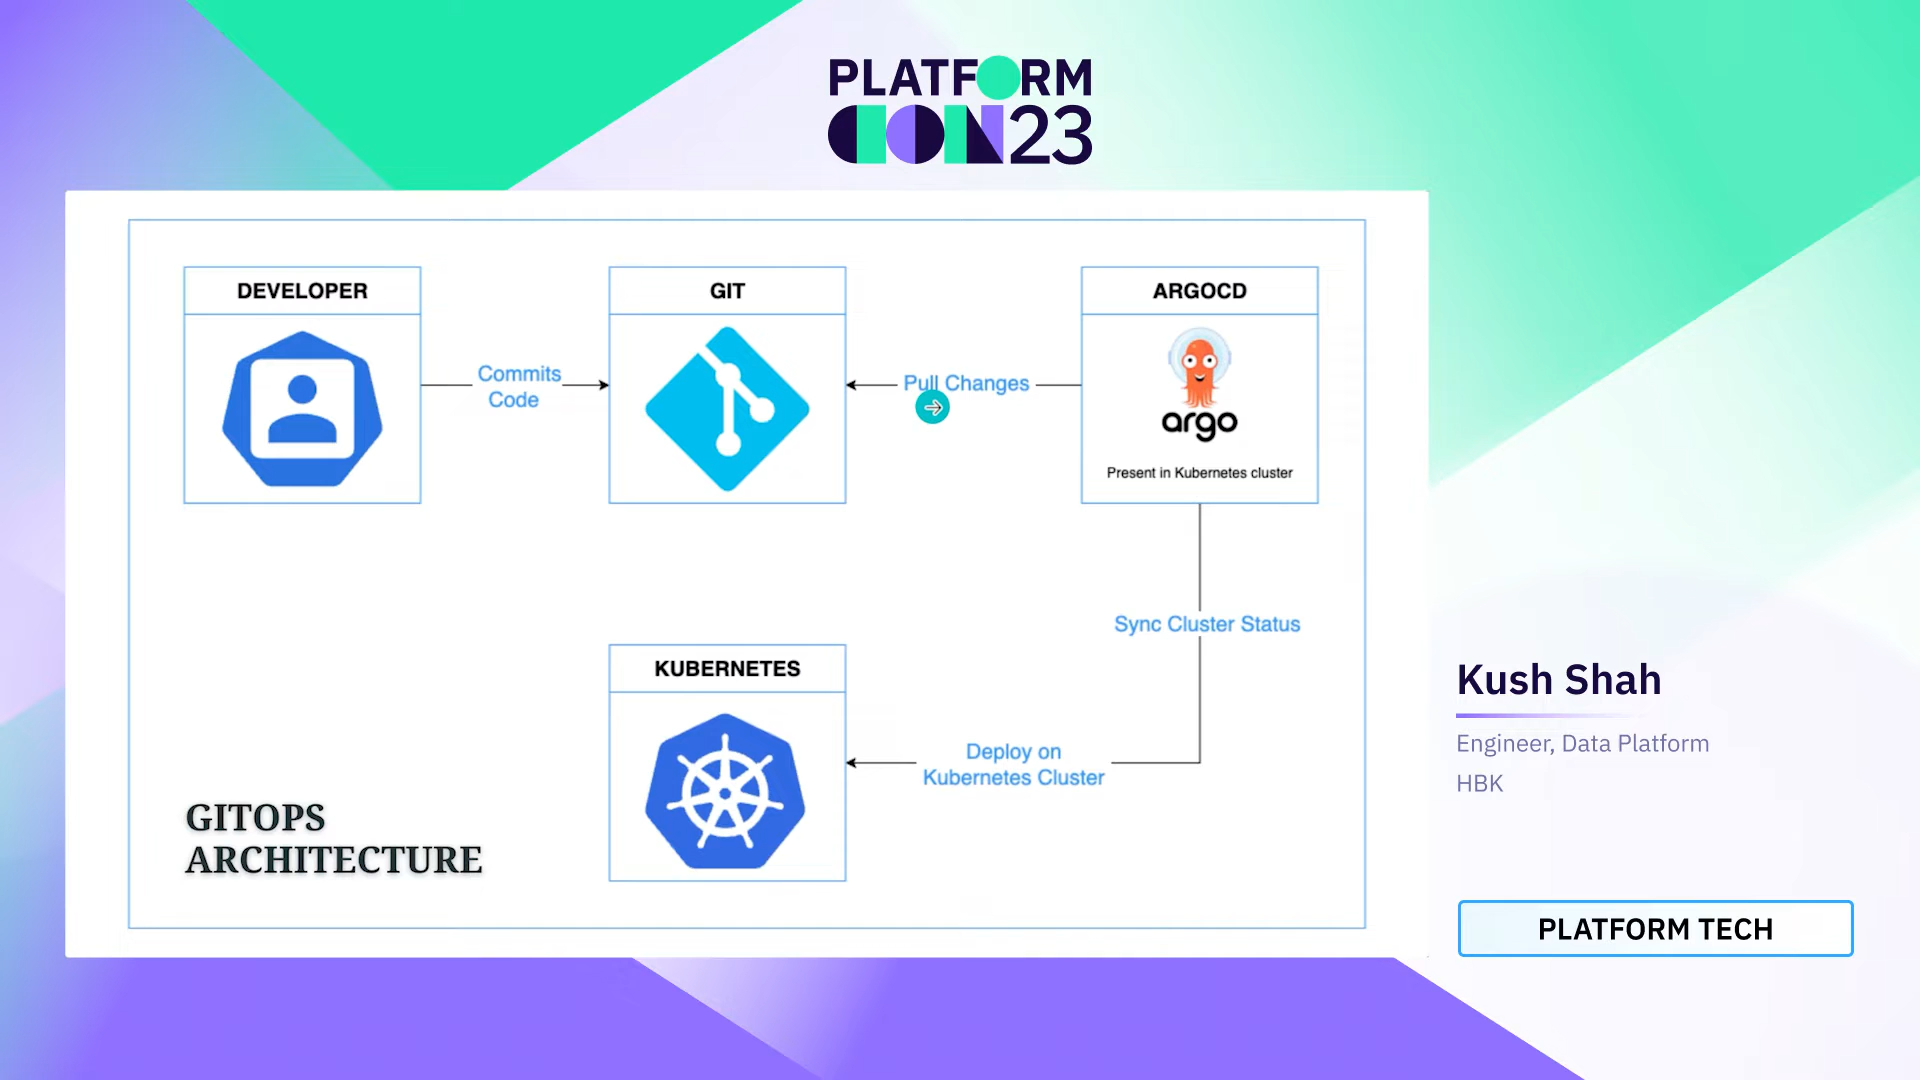 PLATFORM
CON23
DEVELOPER
GIT
ARGOCD
Commits
Code
Pull Changes
argo
Present in Kubernetes cluster
Sync Cluster Status
KUBERNETES
Deploy on
Kubernetes Cluster
GITOPS
ARCHITECTURE
Kush Shah
Engineer, Data Platform
HBK
PLATFORM TECH